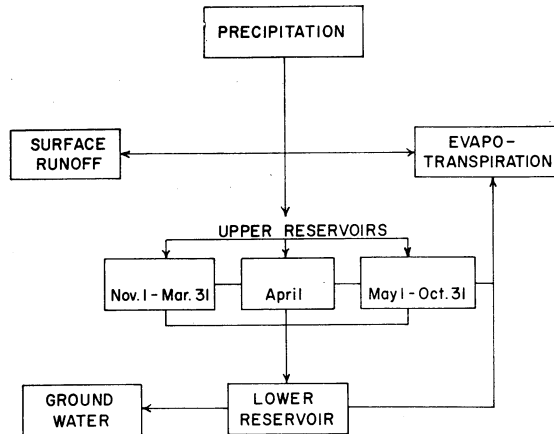 PRECIPITATION
SURFACE
RUNOFF
EVAPO-
TRANSPIRATION
UPPER RESERVOIRS
Nov. 1 - Mar. 31
April
May 1 - Oct. 31
GROUND
WATER
LOWER
RESERVOIR